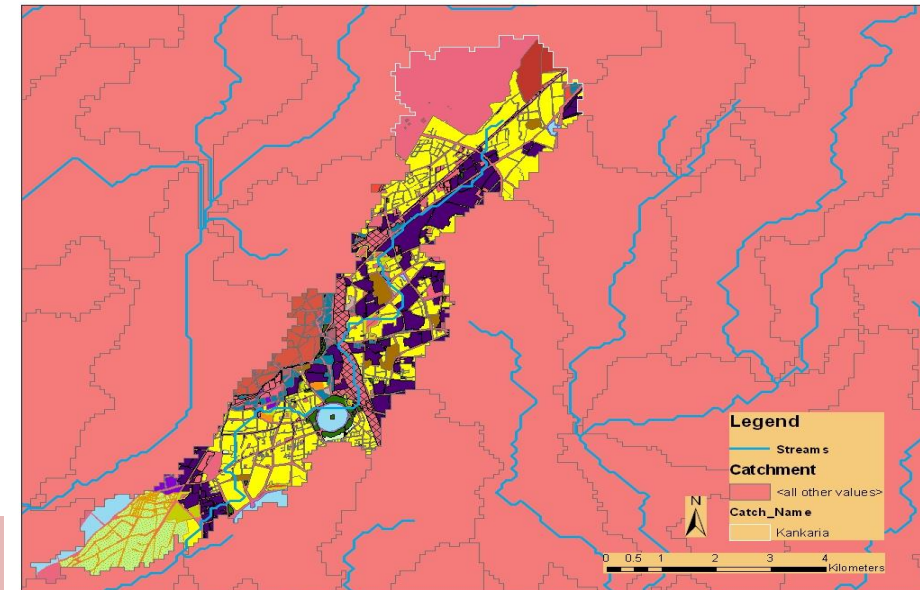 Legend
Streams
Catchment
<all other values>
Catch_Name
Kankaria
N
0 0.5 1 2 3 4
Kilometers